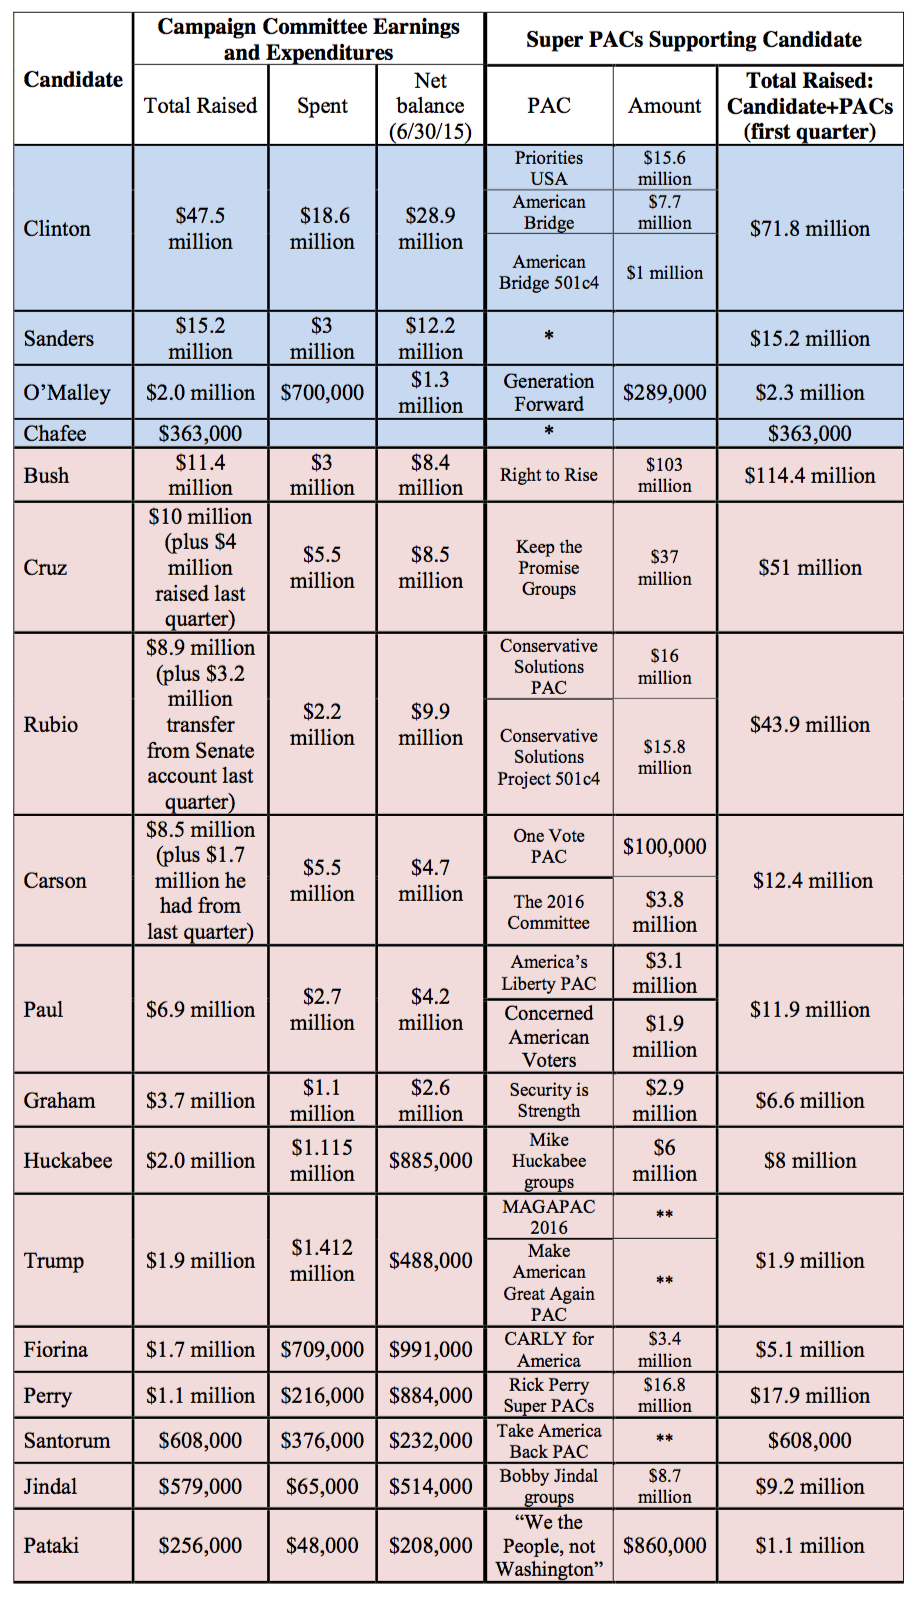 Campaign Committee Earnings
and Expenditures
Super PACs Supporting Candidate
Candidate
Total Raised
Spent
Net
balance
(6/30/15)
PAC
Amount
Total Raised:
Candidate+PACs
(first quarter)
Clinton
$47.5
million
$18.6
million
$28.9
million
Priorities
USA
$15.6
million
American
Bridge
$7.7
million
American
Bridge 501c4
$1 million
$71.8 million
Sanders
$15.2
million
$3
million
$12.2
million
*
$15.2 million
O’Malley
$2.0 million
$700,000
$1.3
million
Generation
Forward
$289,000
$2.3 million
Chafee
$363,000
*
$363,000
Bush
$11.4
million
$3
million
$8.4
million
Right to Rise
$103
million
$114.4 million
Cruz
$10 million
(plus $4
million
raised last
quarter)
$5.5
million
$8.5
million
Keep the
Promise
Groups
$37
million
$51 million
Rubio
$8.9 million
(plus $3.2
million
transfer
from Senate
account last
quarter)
$2.2
million
$9.9
million
Conservative
Solutions
PAC
$16
million
Conservative
Solutions
Project 501c4
$15.8
million
$43.9 million
Carson
$8.5 million
(plus $1.7
million he
had from
last quarter)
$5.5
million
$4.7
million
One Vote
PAC
$100,000
The 2016
Committee
$3.8
million
$12.4 million
Paul
$6.9 million
$2.7
million
$4.2
million
America’s
Liberty PAC
$3.1
million
Concerned
American
Voters
$1.9
million
$11.9 million
Graham
$3.7 million
$1.1
million
$2.6
million
Security is
Strength
$2.9
million
$6.6 million
Huckabee
$2.0 million
$1.115
million
$885,000
Mike
Huckabee
groups
$6
million
$8 million
Trump
$1.9 million
$1.412
million
$488,000
MAGAPAC
2016
**
Make
American
Great Again
PAC
**
$1.9 million
Fiorina
$1.7 million
$709,000
$991,000
CARLY for
America
$3.4
million
$5.1 million
Perry
$1.1 million
$216,000
$884,000
Rick Perry
Super PACs
$16.8
million
$17.9 million
Santorum
$608,000
$376,000
$232,000
Take America
Back PAC
**
$608,000
Jindal
$579,000
$65,000
$514,000
Bobby Jindal
groups
$8.7
million
$9.2 million
Pataki
$256,000
$48,000
$208,000
“We the
People, not
Washington”
$860,000
$1.1 million